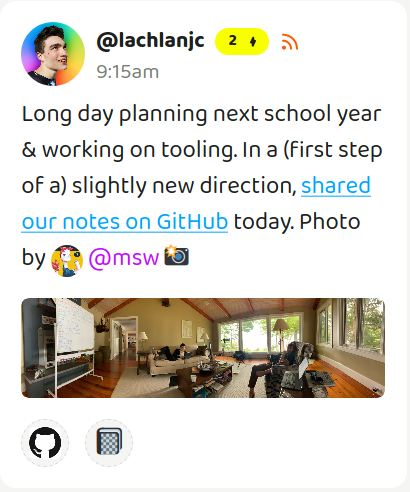 @lachlanjc 2
9:15am
Long day planning next school year
& working on tooling. In a (first step
of a) slightly new direction, shared
our notes on GitHub today. Photo
by @msw